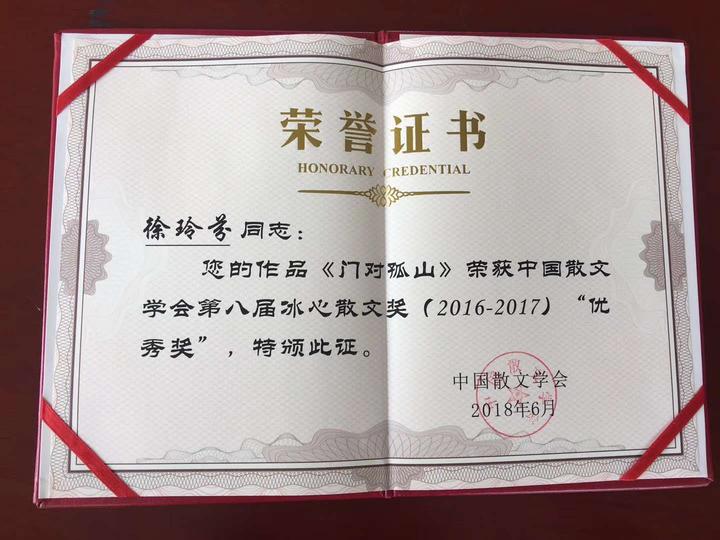 荣誉证书
HONORARY CREDENTIAL
徐玲芬 同志：
您的作品《门对孤山》荣获中国散文
学会第八届冰心散文奖（2016-2017）“优
秀奖”，特颁此证。
中国散文学会
2018年6月